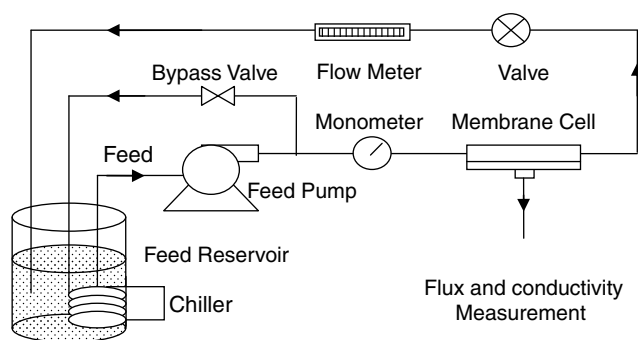 Bypass Valve
Flow Meter
Valve
Monometer
Membrane Cell
Feed
Feed Pump
Feed Reservoir
Chiller
Flux and conductivity
Measurement